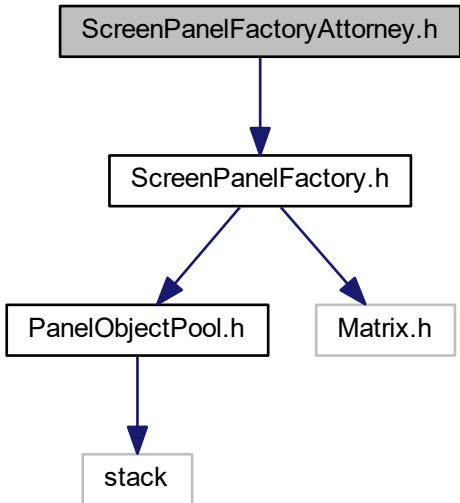 ScreenPanelFactoryAttorney.h
ScreenPanelFactory.h
PanelObjectPool.h
Matrix.h
stack